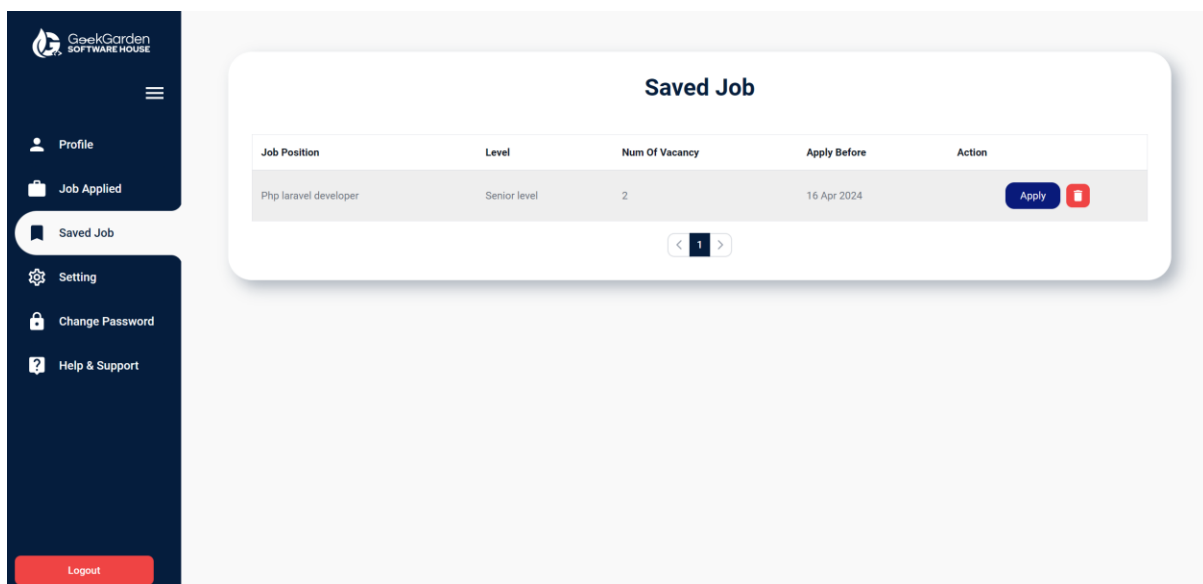 GeekGarden
SOFTWARE HOUSE
Profile
Job Applied
Saved Job
Setting
Change Password
Help & Support
Logout
Saved Job
Job Position Level Num Of Vacancy Apply Before Action
Php laravel developer Senior level 2 16 Apr 2024 Apply
1